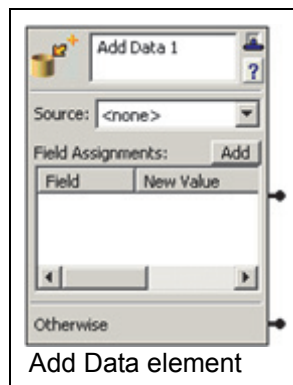 Add Data 1
?
Source: <none>
Field Assignments: Add
Field New Value
Otherwise
Add Data element